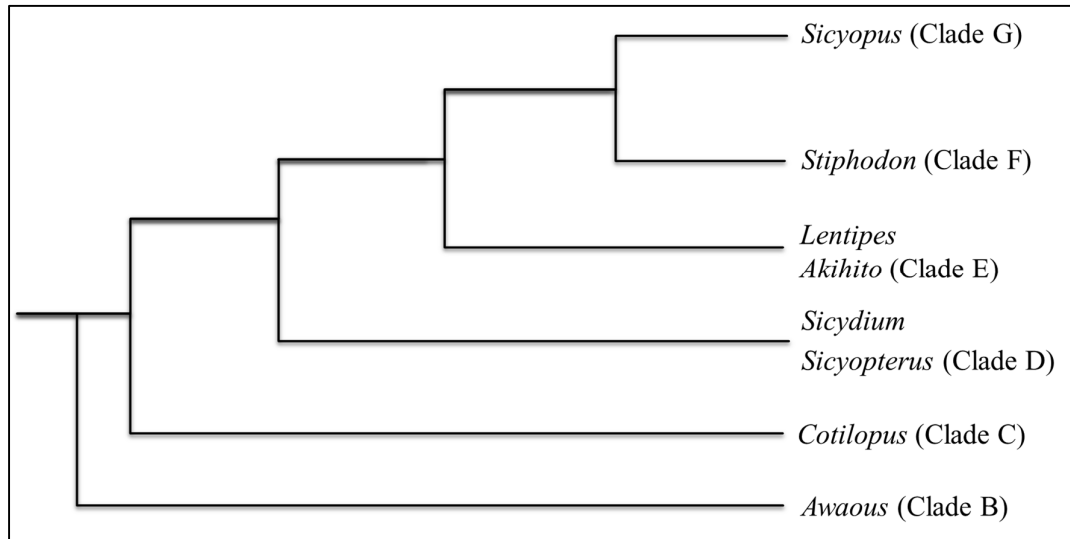 Sicyopus (Clade G)
Stiphodon (Clade F)
Lentipes
Akihito (Clade E)
Sicydium
Sicyopterus (Clade D)
Cotilopus (Clade C)
Awaous (Clade B)